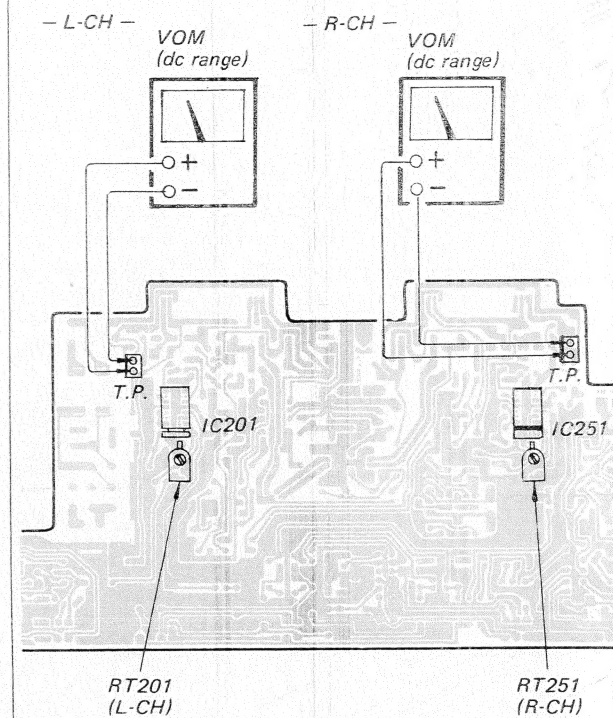 – L-CH –
VOM
(dc range)
+
–
– R-CH –
VOM
(dc range)
+
–
T.P.
IC201
T.P.
IC251
RT201
(L-CH)
RT251
(R-CH)